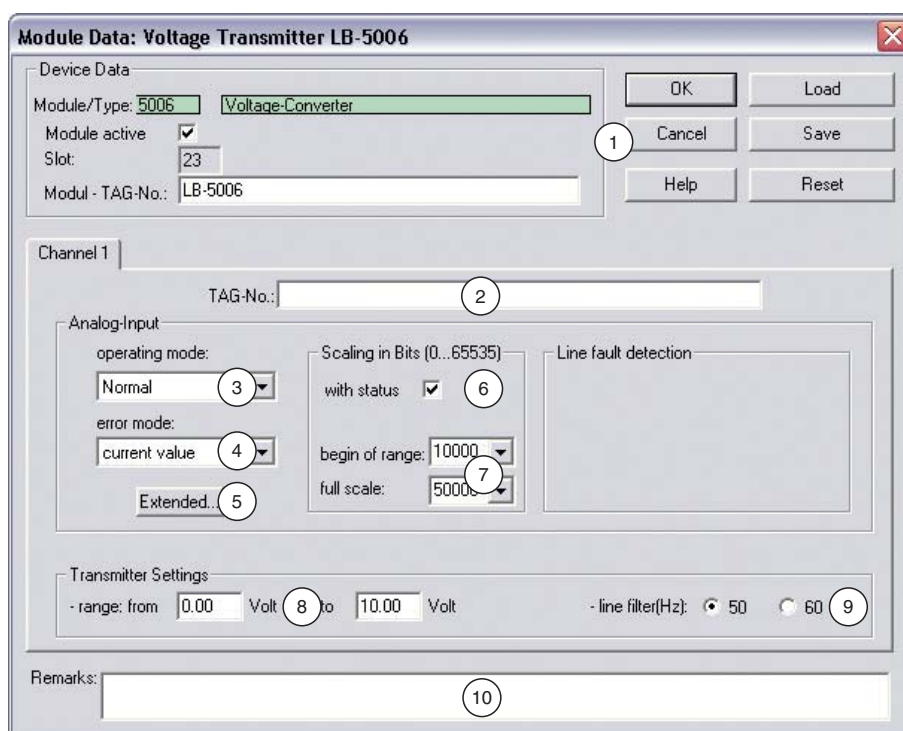 Module Data: Voltage Transmitter LB-5006
Device Data
Module/Type: 5006 Voltage-Converter
Module active
Slot: 23
Modul - TAG-No.: LB-5006
OK Load
1 Cancel Save
Help Reset
Channel 1
TAG-No.: 2
Analog-Input
operating mode:
Normal 3
error mode:
current value 4
Extended... 5
Scaling in Bits (0...65535)
with status 6
begin of range: 10000
7
full scale: 50000
Line fault detection
Transmitter Settings
- range: from 0.00 Volt 8 to 10.00 Volt - line filter(Hz): 50 60 9
Remarks: 10